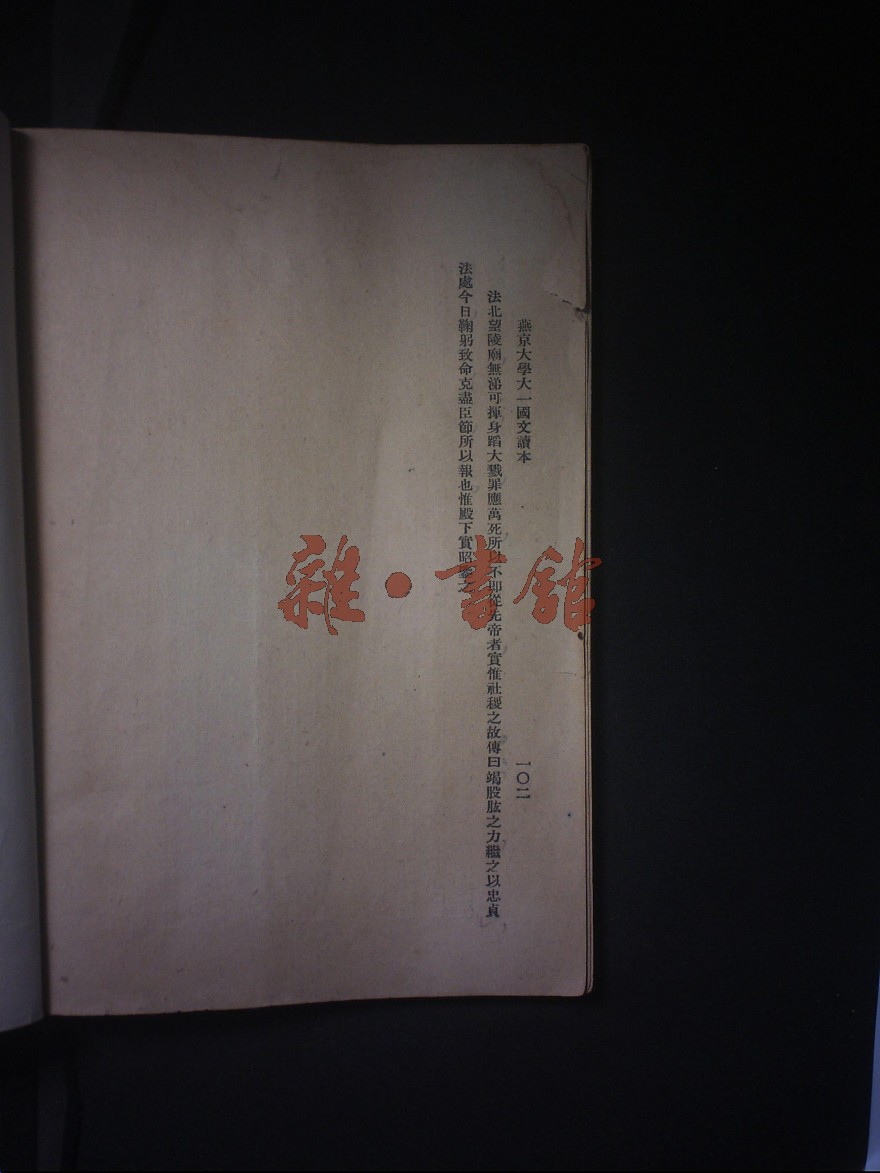 燕京大學大一國文讀本
一〇二
法北望陵廟無涕可揮身蹈大戮罪應萬死所以不即從先帝者實惟社稷之故傳曰竭股肱之力繼之以忠貞
法處今日鞠躬致命克盡臣節所以報也惟殿下實昭鑒之
雜·書館